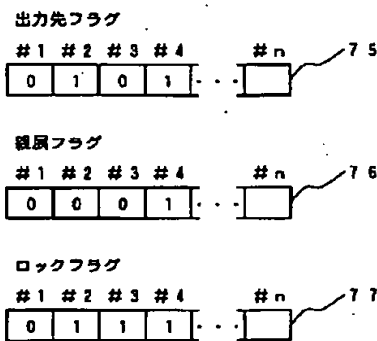 出力先フラグ
#1 #2 #3 #4 #n 75
0 1 0 1 ...
親展フラグ
#1 #2 #3 #4 #n 76
0 0 0 1 ...
ロックフラグ
#1 #2 #3 #4 #n 77
0 1 1 1 ...